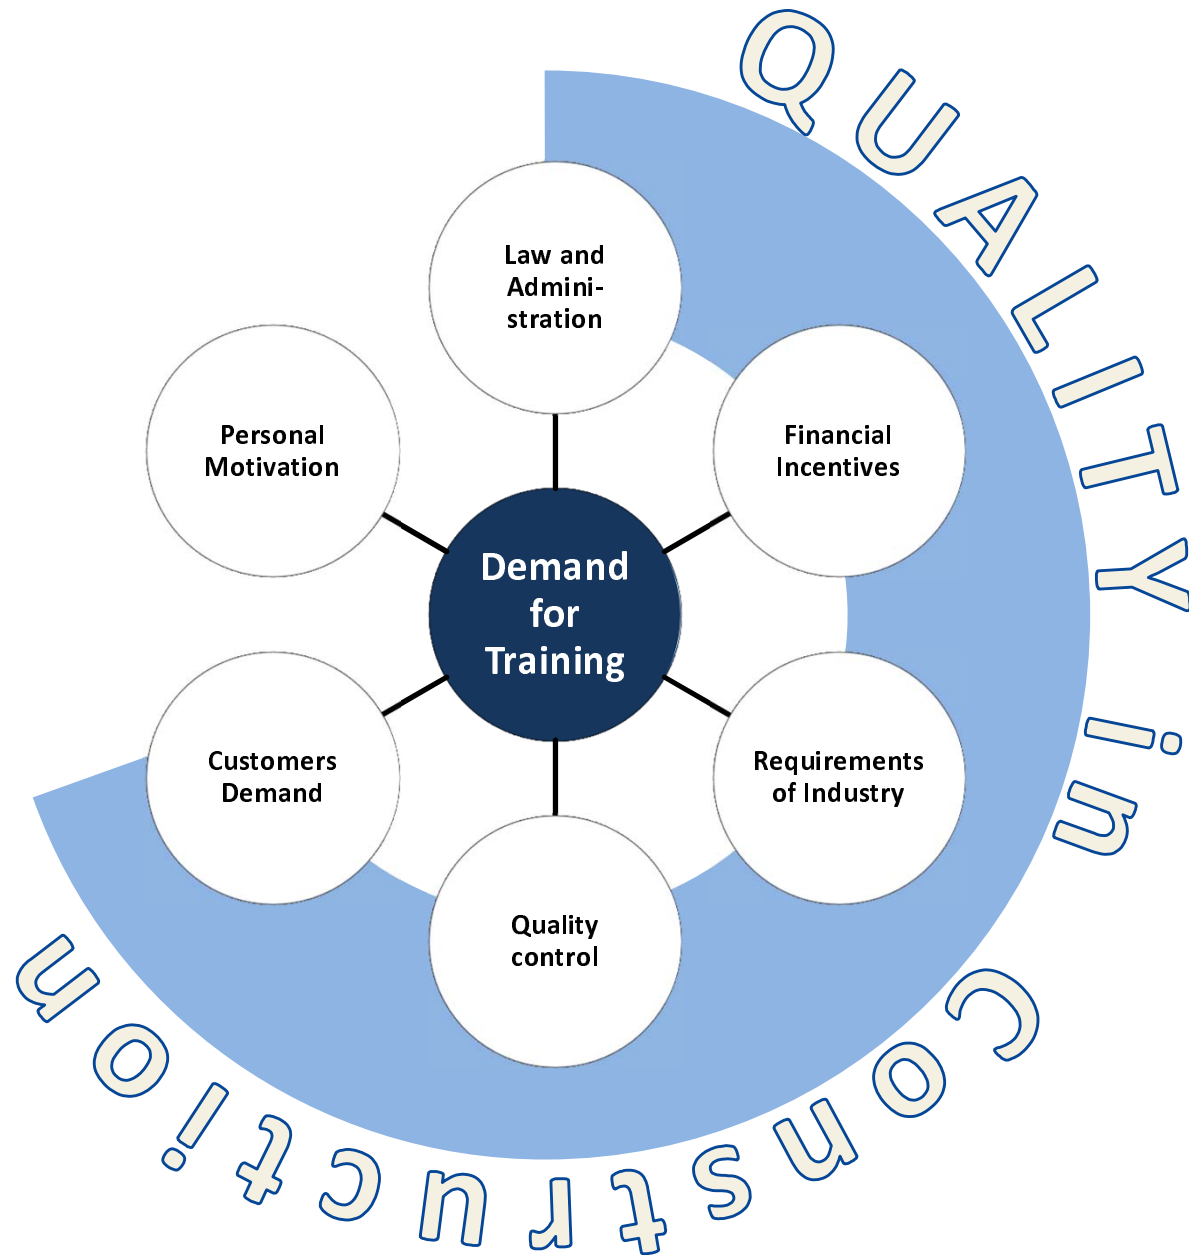 QUALITY in Construction
Law and
Admini-
stration
Financial
Incentives
Requirements
of Industry
Quality
control
Customers
Demand
Personal
Motivation
Demand
for
Training